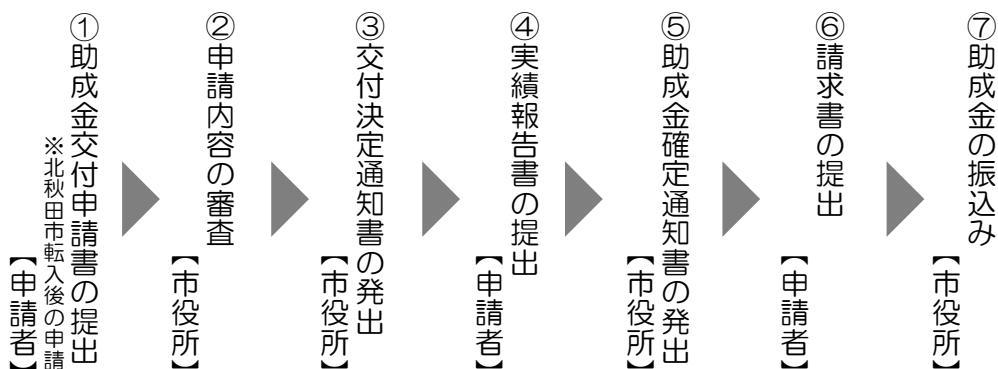 ①助成金交付申請書の提出
※北秋田市転入後の申請
【申請者】
②申請内容の審査
【市役所】
③交付決定通知書の発出
【市役所】
④実績報告書の提出
【申請者】
⑤助成金確定通知書の発出
【市役所】
⑥請求書の提出
【申請者】
⑦助成金の振込み
【市役所】